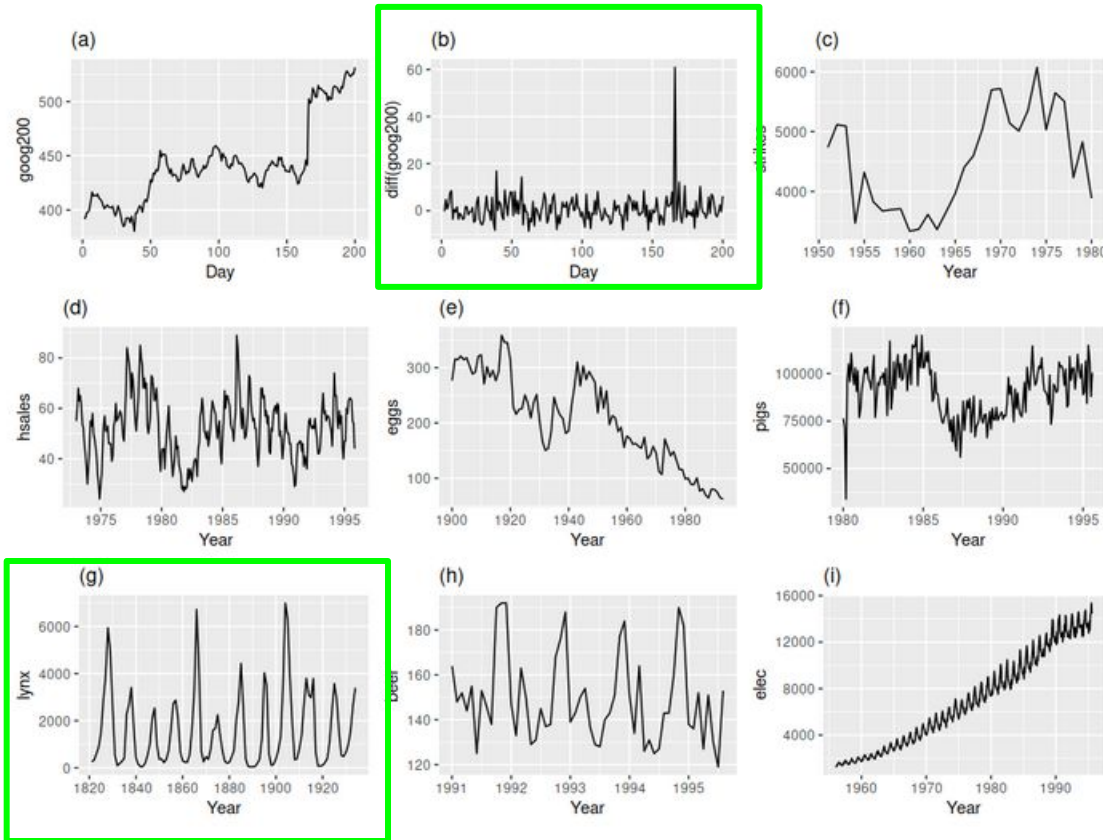 (a)
goog200
500
450
400
0 50 100 150 200
Day
(b)
diff(goog200)
60
40
20
0
0 50 100 150 200
Day
(c)
6000
5000
4000
1950 1955 1960 1965 1970 1975 1980
Year
(d)
hsales
80
60
40
1975 1980 1985 1990 1995
Year
(e)
eggs
300
200
100
1900 1920 1940 1960 1980
Year
(f)
pigs
100000
75000
50000
1980 1985 1990 1995
Year
(g)
lynx
6000
4000
2000
0
1820 1840 1860 1880 1900 1920
Year
(h)
180
160
140
120
1991 1992 1993 1994 1995
Year
(i)
elec
16000
12000
8000
4000
1960 1970 1980 1990
Year